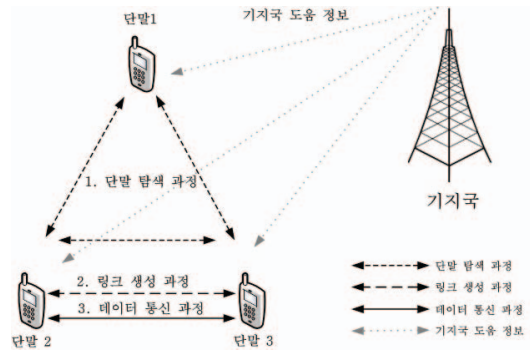 단말1
기지국 도움 정보
1. 단말 탐색 과정
기지국
2. 링크 생성 과정
3. 데이터 통신 과정
단말 2
단말 3
단말 탐색 과정
링크 생성 과정
데이터 통신 과정
기지국 도움 정보